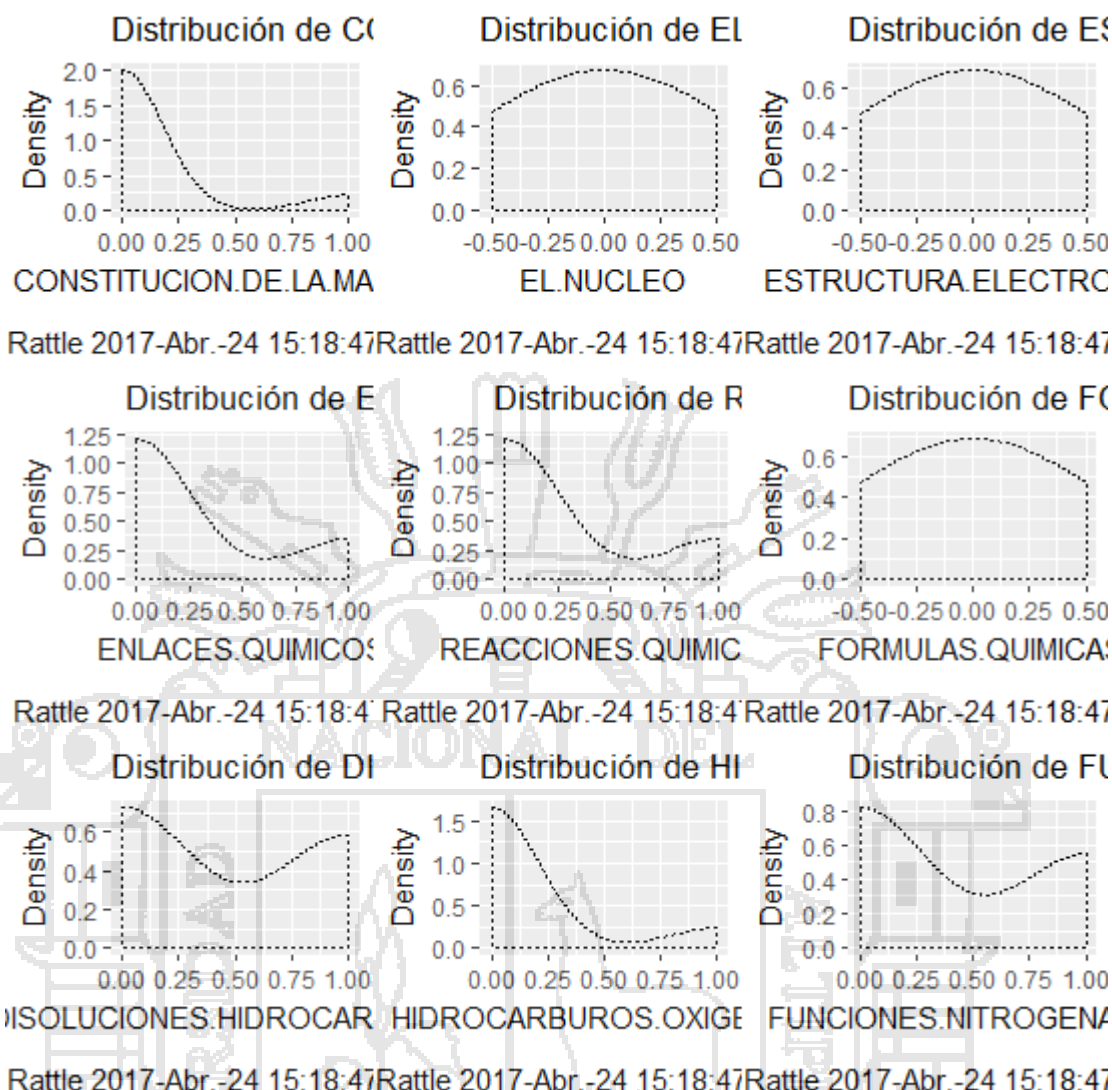 Distribución de CO
Distribución de EL
Distribución de ES
Density
2.0
1.5
1.0
0.5
0.0
0.00 0.25 0.50 0.75 1.00
CONSTITUCION.DE.LA.MA
Density
0.6
0.4
0.2
0.0
-0.50-0.25 0.00 0.25 0.50
EL.NUCLEO
Density
0.6
0.4
0.2
0.0
-0.50-0.25 0.00 0.25 0.50
ESTRUCTURA.ELECTRO
Rattle 2017-Abr.-24 15:18:47
Rattle 2017-Abr.-24 15:18:47
Rattle 2017-Abr.-24 15:18:47
Distribución de E
Distribución de R
Distribución de FO
Density
1.25
1.00
0.75
0.50
0.25
0.00
0.00 0.25 0.50 0.75 1.00
ENLACES.QUIMICOS
Density
1.25
1.00
0.75
0.50
0.25
0.00
0.00 0.25 0.50 0.75 1.00
REACCIONES.QUIMIC
Density
0.6
0.4
0.2
0.0
-0.50-0.25 0.00 0.25 0.50
FORMULAS.QUIMICAS
Rattle 2017-Abr.-24 15:18:4
Rattle 2017-Abr.-24 15:18:4
Rattle 2017-Abr.-24 15:18:47
NACIONAL DEL
Distribución de DI
Distribución de HI
Distribución de FU
Density
0.6
0.4
0.2
0.0
0.00 0.25 0.50 0.75 1.00
DISOLUCIONES.HIDROCAR
Density
1.5
1.0
0.5
0.0
0.00 0.25 0.50 0.75 1.00
HIDROCARBUROS.OXIGE
Density
0.8
0.6
0.4
0.2
0.0
0.00 0.25 0.50 0.75 1.00
FUNCIONES.NITROGENA
Rattle 2017-Abr.-24 15:18:47
Rattle 2017-Abr.-24 15:18:47
Rattle 2017-Abr.-24 15:18:47